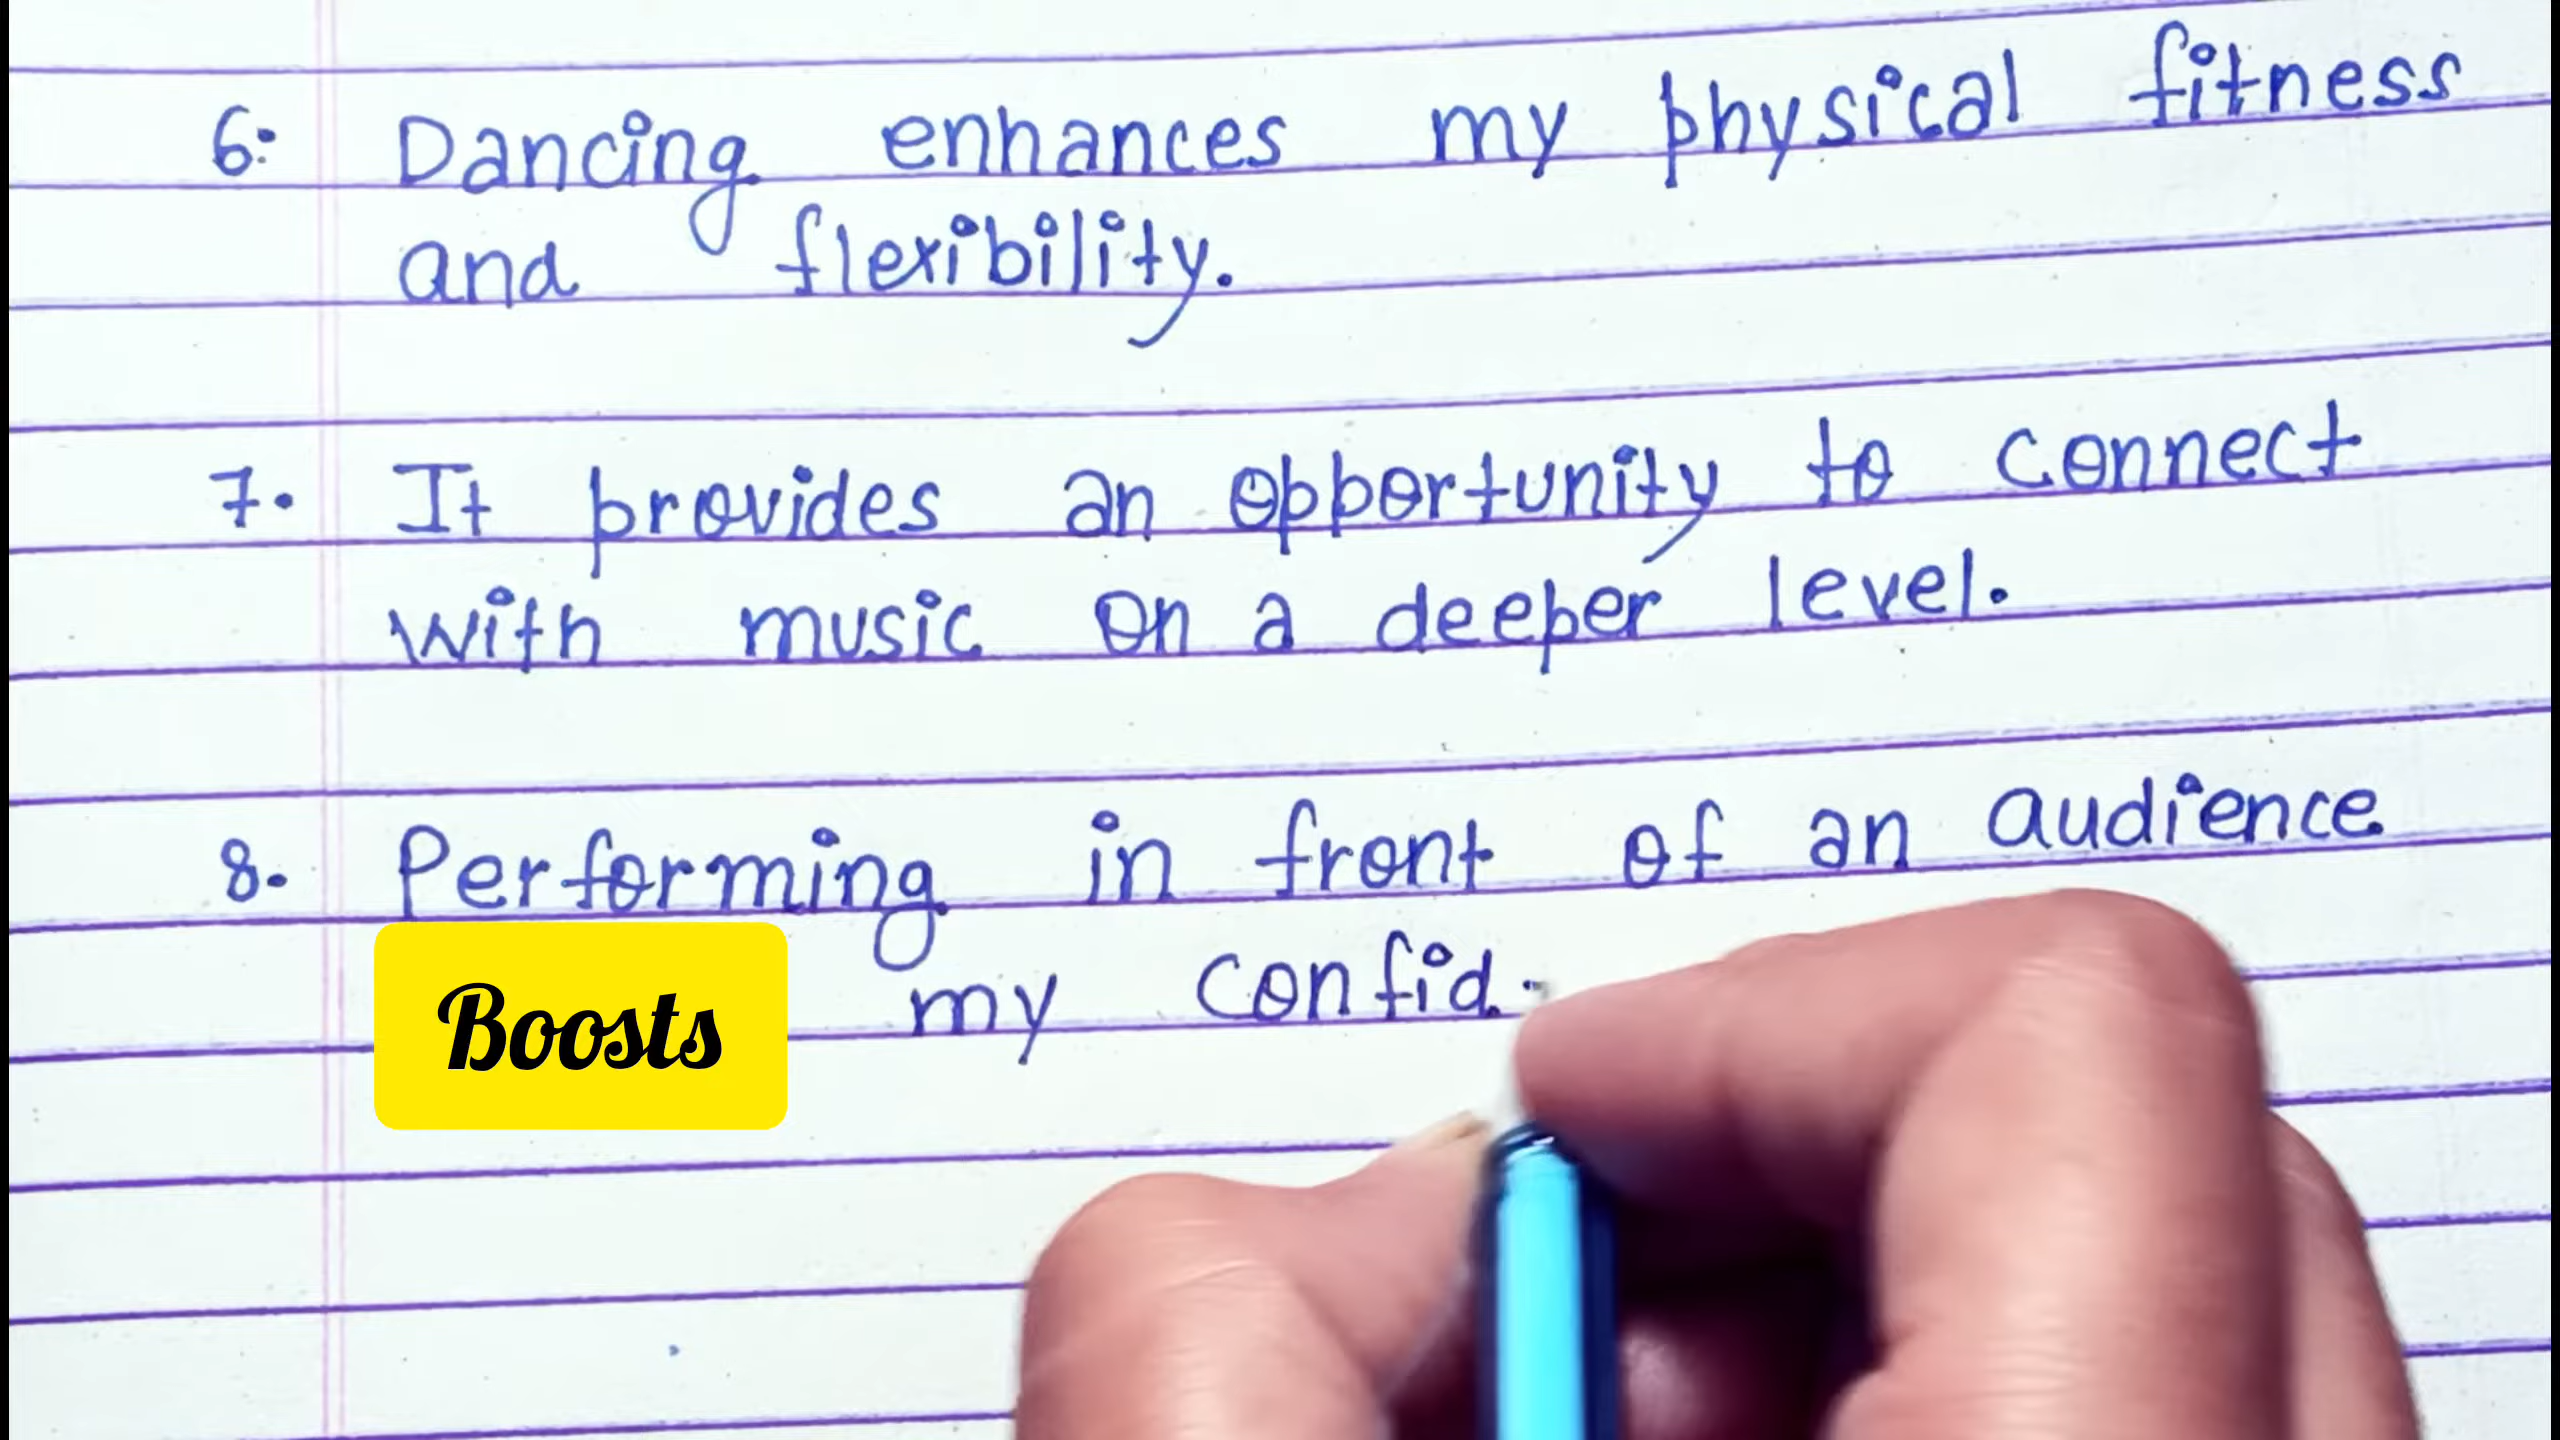 6. Dancing enhances my physical fitness
and flexibility.
7. It provides an opportunity to connect
with music on a deeper level.
8. Performing in front of an audience
Boosts my confid